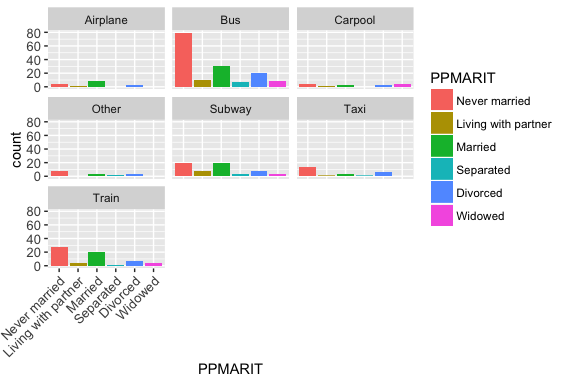 Airplane
Bus
Carpool
80
60
40
20
0
Other
Subway
Taxi
80
60
40
20
0
Train
80
60
40
20
0
count
Never married
Living with partner
Married
Separated
Divorced
Widowed
PPMARIT
PPMARIT
Never married
Living with partner
Married
Separated
Divorced
Widowed